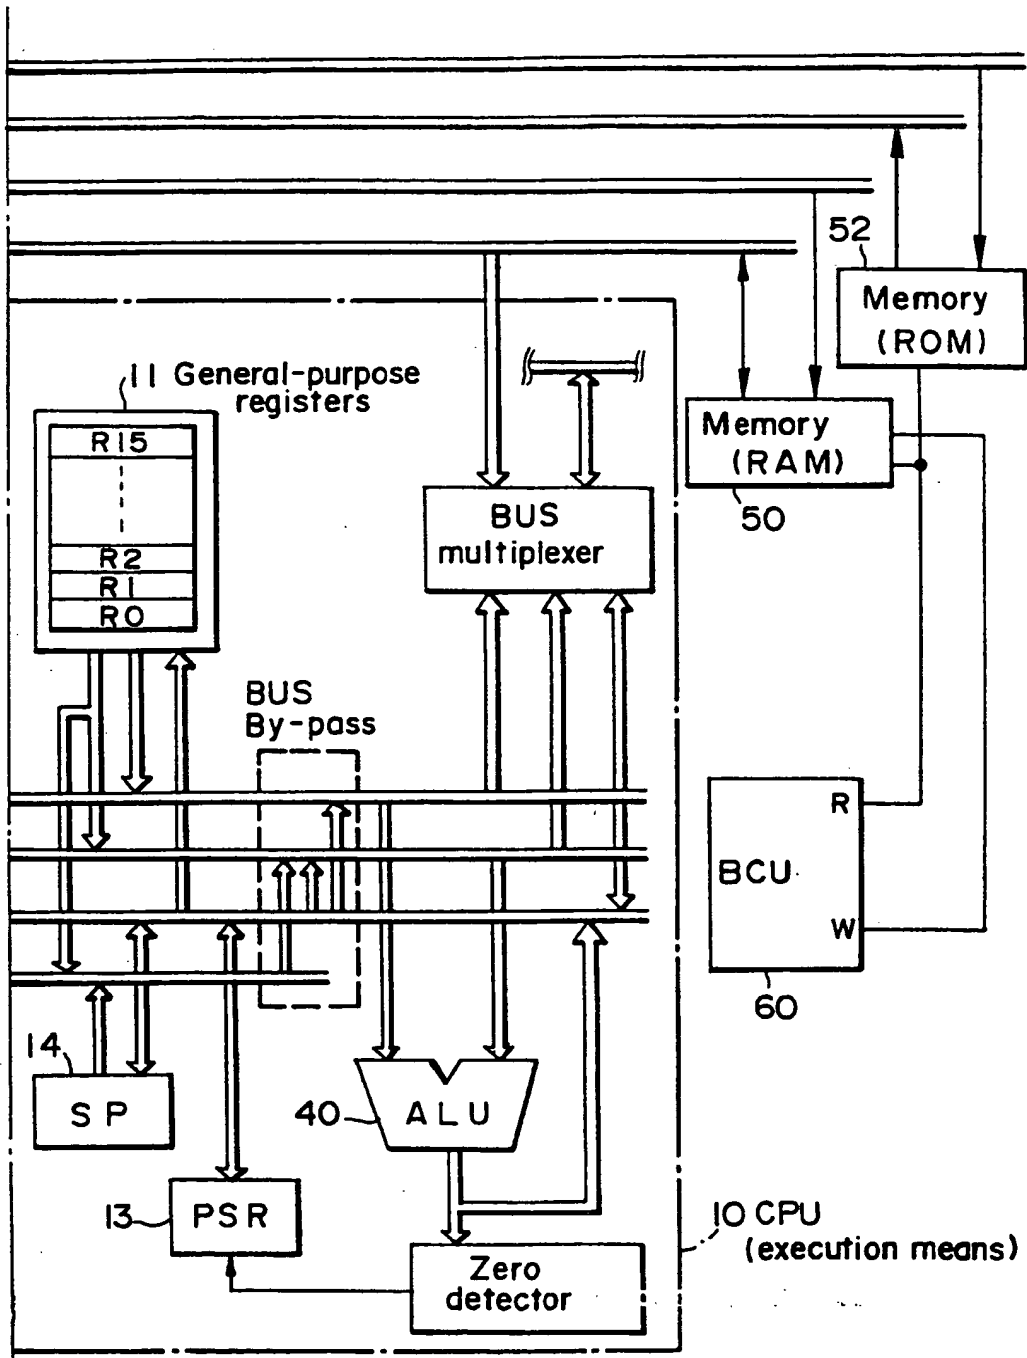 52
Memory
(ROM)
11 General-purpose
registers
R15
R2
R1
R0
Memory
(RAM)
50
BUS
multiplexer
BUS
By-pass
R
BCU
W
60
14
SP
40
ALU
13
PSR
10 CPU
(execution means)
Zero
detector